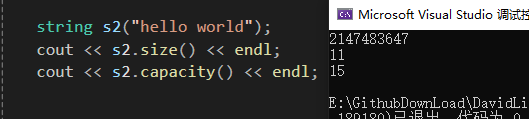 string s2("hello world");
cout << s2.size() << endl;
cout << s2.capacity() << endl;
Microsoft Visual Studio 调试控
2147483647
11
15
E:\GithubDownLoad\DavidLi
189180)已退出，代码为 0